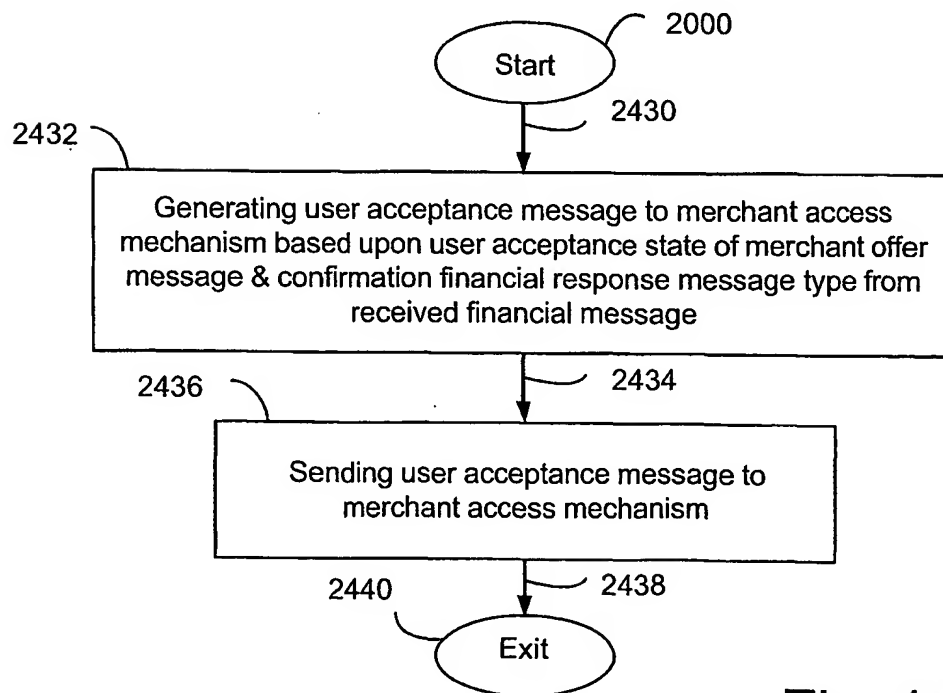 2000
Start
2430
2432
Generating user acceptance message to merchant access
mechanism based upon user acceptance state of merchant offer
message & confirmation financial response message type from
received financial message
2434
2436
Sending user acceptance message to
merchant access mechanism
2438
2440
Exit